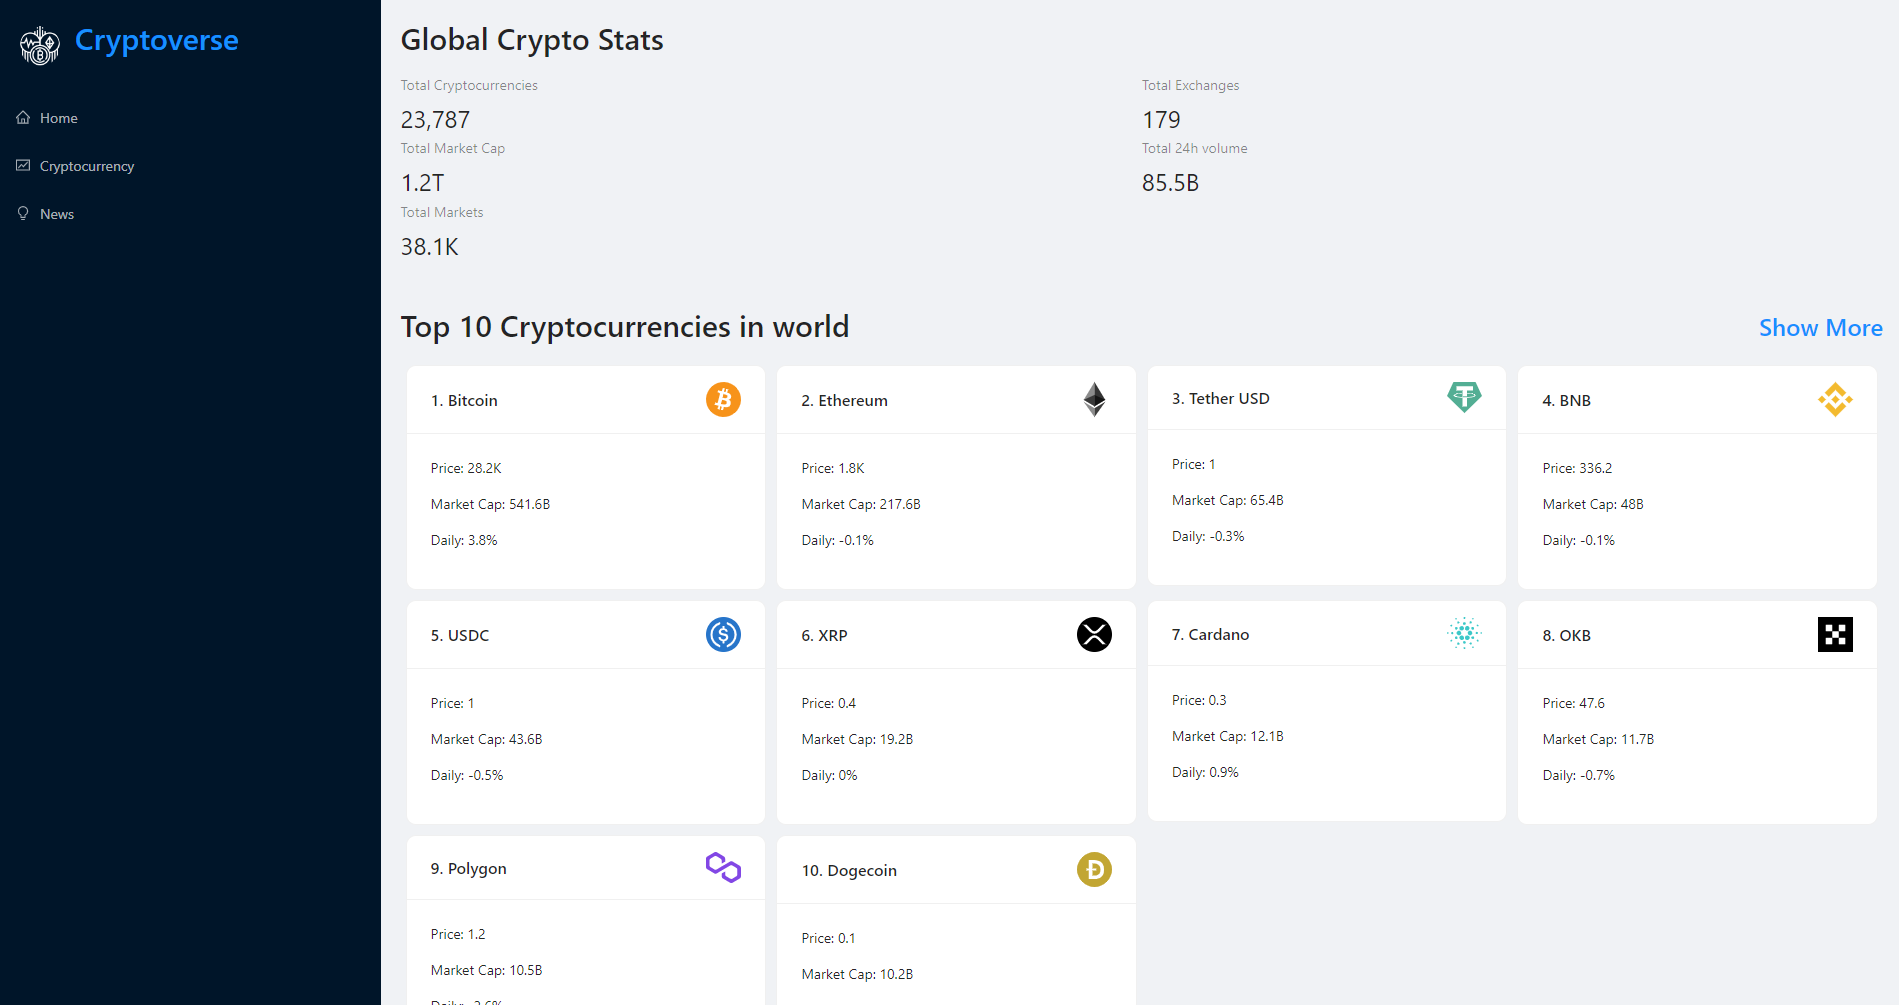 Cryptoverse
Home
Cryptocurrency
News
Global Crypto Stats
Total Cryptocurrencies
23,787
Total Exchanges
179
Total Market Cap
1.2T
Total 24h volume
85.5B
Total Markets
38.1K
Top 10 Cryptocurrencies in world
Show More
1. Bitcoin
Price: 28.2K
Market Cap: 541.6B
Daily: 3.8%
2. Ethereum
Price: 1.8K
Market Cap: 217.6B
Daily: -0.1%
3. Tether USD
Price: 1
Market Cap: 65.4B
Daily: -0.3%
4. BNB
Price: 336.2
Market Cap: 48B
Daily: -0.1%
5. USDC
Price: 1
Market Cap: 43.6B
Daily: -0.5%
6. XRP
Price: 0.4
Market Cap: 19.2B
Daily: 0%
7. Cardano
Price: 0.3
Market Cap: 12.1B
Daily: 0.9%
8. OKB
Price: 47.6
Market Cap: 11.7B
Daily: -0.7%
9. Polygon
Price: 1.2
Market Cap: 10.5B
10. Dogecoin
Price: 0.1
Market Cap: 10.2B